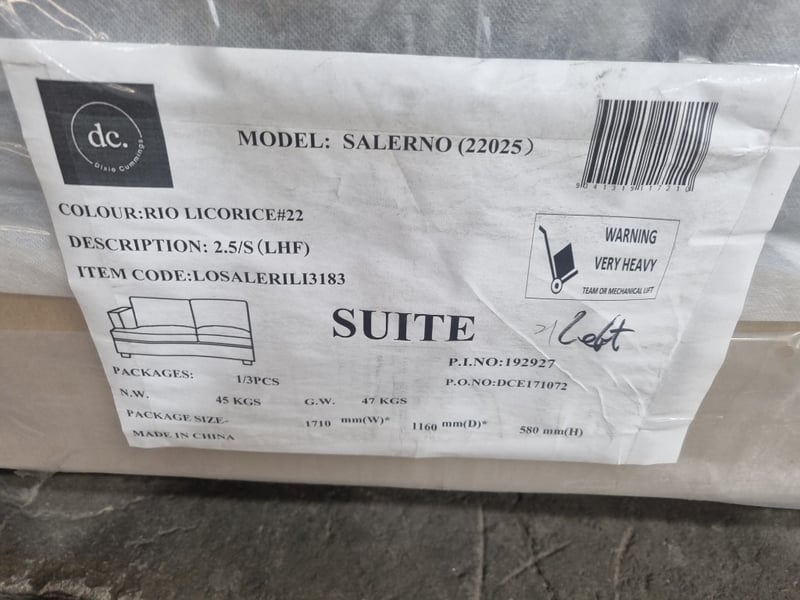 dc.
Dixie Cummings
MODEL: SALERNO (22025)
9041319117210
COLOUR:RIO LICORICE#22
DESCRIPTION: 2.5/S (LHF)
ITEM CODE:LOSALERILI3183
WARNING
VERY HEAVY
TEAM OR MECHANICAL LIFT
SUITE
Left
P.I.NO:192927
PACKAGES: 1/3PCS
P.O.NO:DCE171072
N.W. 45 KGS G.W. 47 KGS
PACKAGE SIZE- 1710 mm(W)* 1160 mm(D)* 580 mm(H)
MADE IN CHINA